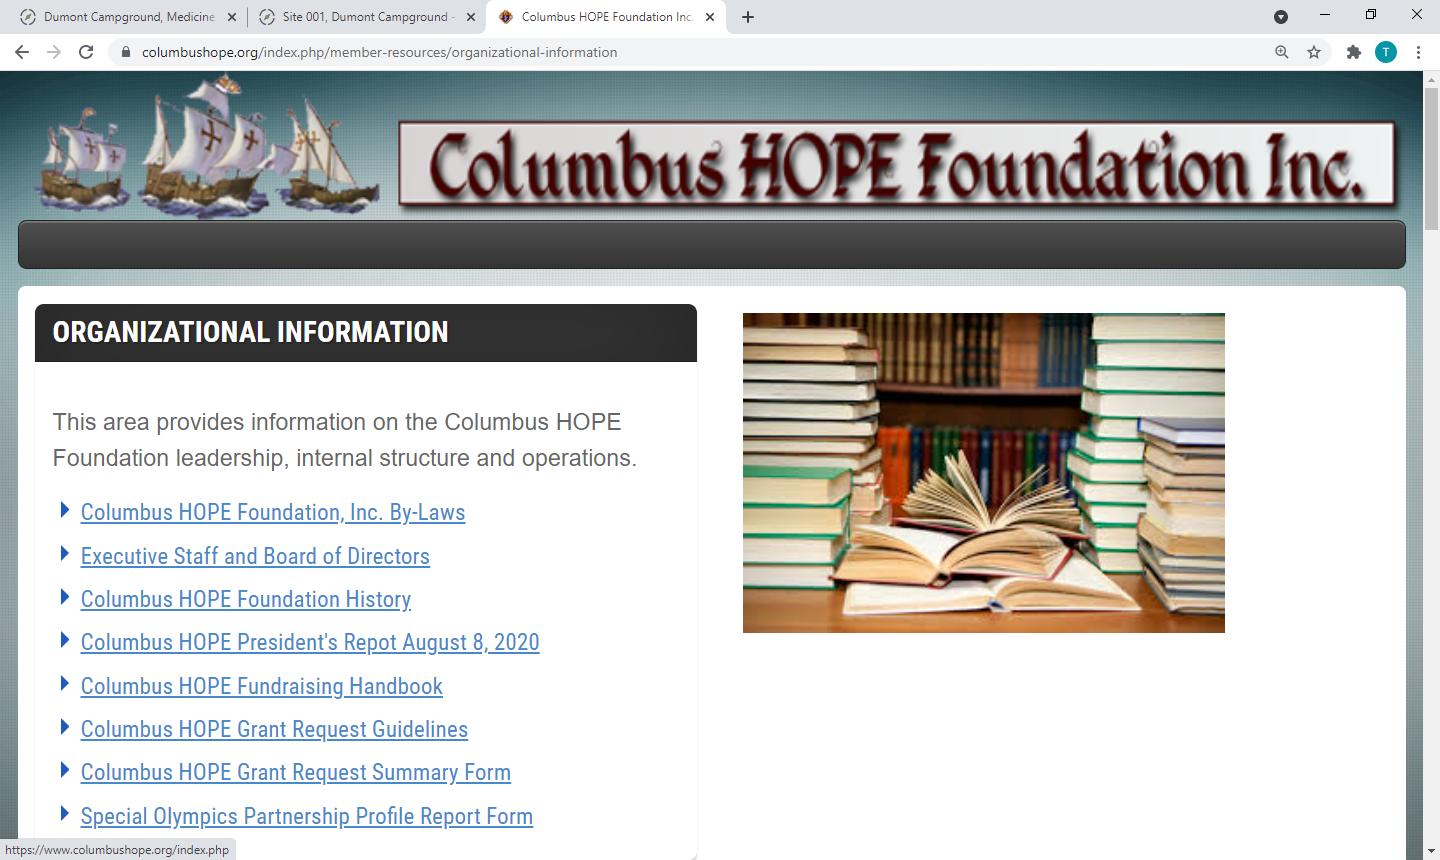 Dumont Campground, Medicine
Site 001, Dumont Campground -
Columbus HOPE Foundation Inc.
columbushope.org/index.php/member-resources/organizational-information
T
Columbus HOPE Foundation Inc.
ORGANIZATIONAL INFORMATION
This area provides information on the Columbus HOPE
Foundation leadership, internal structure and operations.
Columbus HOPE Foundation, Inc. By-Laws
Executive Staff and Board of Directors
Columbus HOPE Foundation History
Columbus HOPE President's Repot August 8, 2020
Columbus HOPE Fundraising Handbook
Columbus HOPE Grant Request Guidelines
Columbus HOPE Grant Request Summary Form
Special Olympics Partnership Profile Report Form
https://www.columbushope.org/index.php